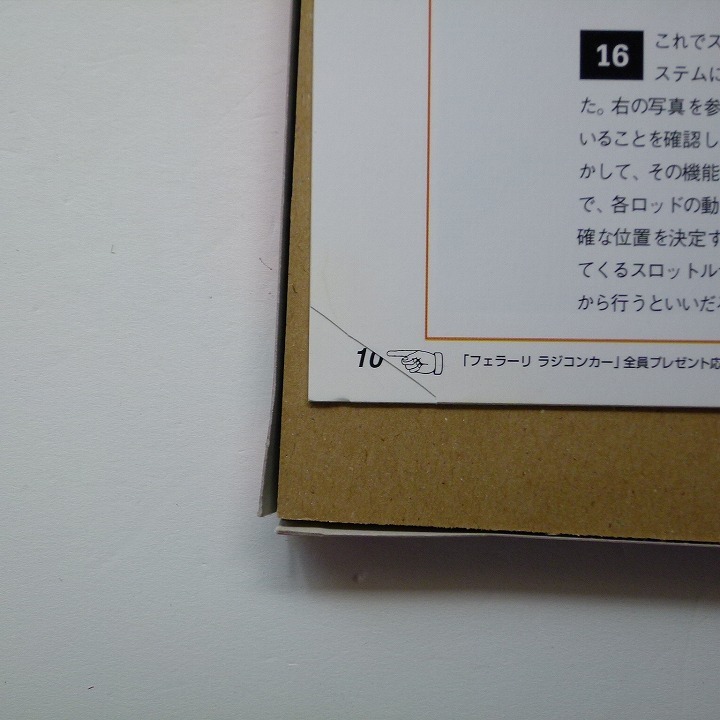 16
これでス
ステムに
た。右の写真を参
いることを確認し
かして、その機能
で、各ロッドの動
確な位置を決定す
てくるスロットル
から行うといいだ
10
「フェラーリ ラジコンカー」全員プレゼント応